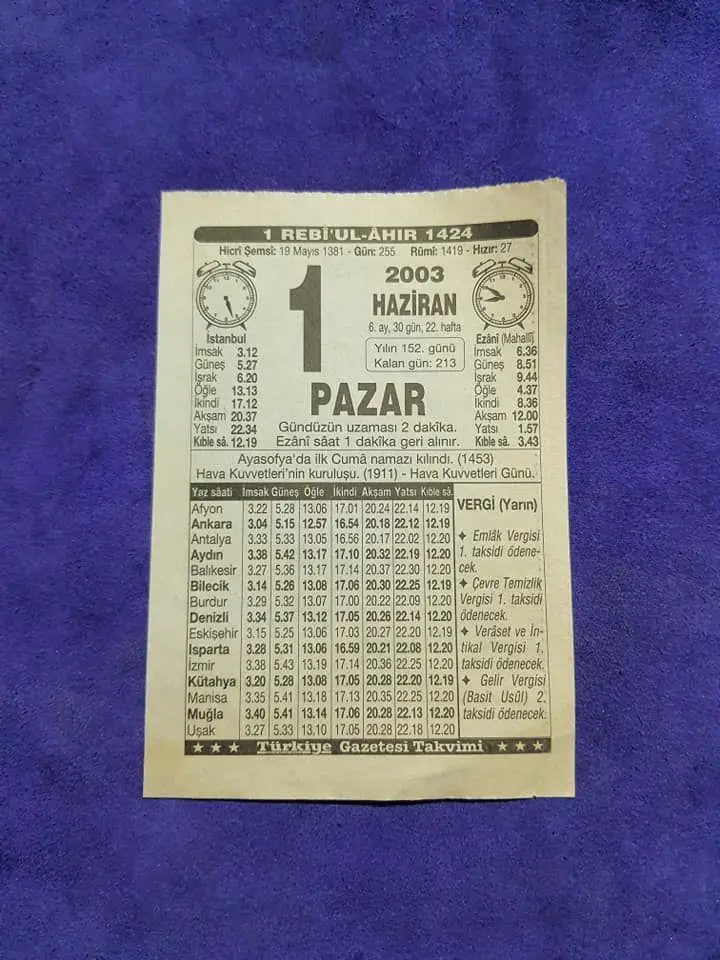 1 REBÎ'UL-ÂHIR 1424
Hicrî Şemsî: 19 Mayıs 1381 - Gün: 255 Rûmî: 1419 - Hızır: 27
İstanbul
İmsak 3.12
Güneş 5.27
İşrak 6.20
Öğle 13.13
İkindi 17.12
Akşam 20.37
Yatsı 22.34
Kıble sâ. 12.19
1
2003
HAZİRAN
6. ay, 30 gün, 22. hafta
Yılın 152. günü
Kalan gün: 213
PAZAR
Gündüzün uzaması 2 dakîka.
Ezânî sâat 1 dakîka geri alınır.
Ezânî (Mahallî)
İmsak 6.36
Güneş 8.51
İşrak 9.44
Öğle 4.37
İkindi 8.36
Akşam 12.00
Yatsı 1.57
Kıble sâ. 3.43
Ayasofya'da ilk Cumâ namazı kılındı. (1453)
Hava Kuvvetleri'nin kuruluşu. (1911) - Hava Kuvvetleri Günü.
Yaz sâati İmsak Güneş Öğle İkindi Akşam Yatsı Kıble sâ.
Afyon 3.22 5.28 13.06 17.01 20.24 22.14 12.19
Ankara 3.04 5.15 12.57 16.54 20.18 22.12 12.19
Antalya 3.33 5.33 13.05 16.56 20.17 22.02 12.20
Aydın 3.38 5.42 13.17 17.10 20.32 22.19 12.20
Balıkesir 3.27 5.36 13.17 17.14 20.37 22.30 12.20
Bilecik 3.14 5.26 13.08 17.06 20.30 22.25 12.19
Burdur 3.29 5.32 13.07 17.00 20.22 22.09 12.20
Denizli 3.34 5.37 13.12 17.05 20.26 22.14 12.20
Eskişehir 3.15 5.25 13.06 17.03 20.27 22.20 12.19
Isparta 3.28 5.31 13.06 16.59 20.21 22.08 12.20
İzmir 3.38 5.43 13.19 17.14 20.36 22.25 12.20
Kütahya 3.20 5.28 13.08 17.05 20.28 22.20 12.19
Manisa 3.35 5.41 13.18 17.13 20.35 22.25 12.20
Muğla 3.40 5.41 13.14 17.06 20.28 22.13 12.20
Uşak 3.27 5.33 13.10 17.05 20.28 22.18 12.20
VERGİ (Yarın)
✦ Emlâk Vergisi
1. taksidi ödene-
cek.
✦ Çevre Temizlik
Vergisi 1. taksidi
ödenecek.
✦ Verâset ve İn-
tikal Vergisi 1.
taksidi ödenecek.
✦ Gelir Vergisi
(Basit Usûl) 2.
taksidi ödenecek.
★ ★ ★ Türkiye Gazetesi Takvimi ★ ★ ★